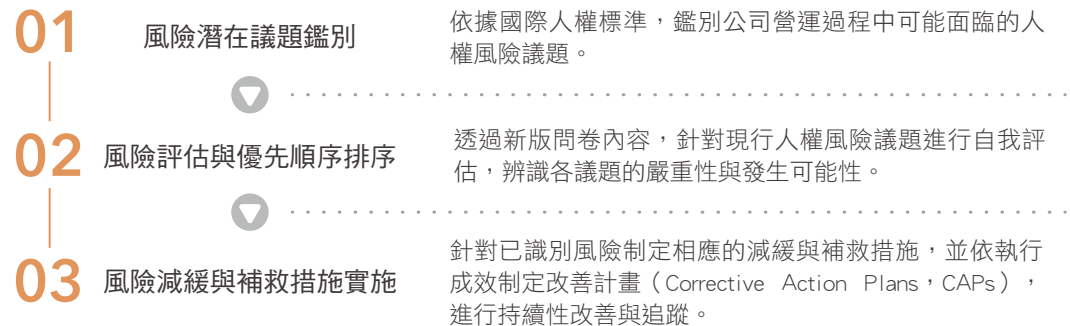 01
風險潛在議題鑑別
依據國際人權標準，鑑別公司營運過程中可能面臨的人
權風險議題。
02
風險評估與優先順序排序
透過新版問卷內容，針對現行人權風險議題進行自我評
估，辨識各議題的嚴重性與發生可能性。
03
風險減緩與補救措施實施
針對已識別風險制定相應的減緩與補救措施，並依執行
成效制定改善計畫（Corrective Action Plans，CAPs），
進行持續性改善與追蹤。